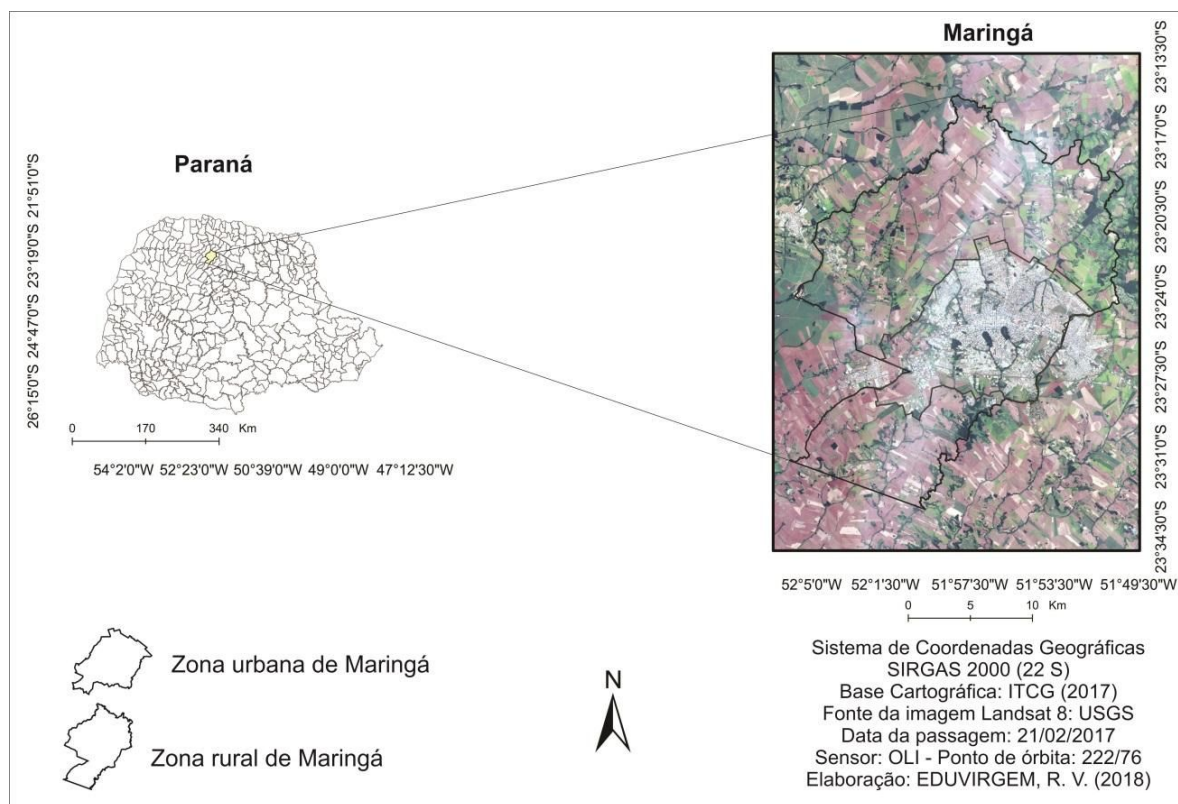 Paraná
26°15'0"S 24°47'0"S 23°19'0"S 21°51'0"S
0 170 340 Km
54°2'0"W 52°23'0"W 50°39'0"W 49°0'0"W 47°12'30"W
Maringá
23°13'30"S
23°17'0"S
23°20'30"S
23°24'0"S
23°27'30"S
23°31'0"S
23°34'30"S
52°5'0"W 52°1'30"W 51°57'30"W 51°53'30"W 51°49'30"W
0 5 10 Km
Zona urbana de Maringá
Zona rural de Maringá
N
Sistema de Coordenadas Geográficas
SIRGAS 2000 (22 S)
Base Cartográfica: ITCG (2017)
Fonte da imagem Landsat 8: USGS
Data da passagem: 21/02/2017
Sensor: OLI - Ponto de órbita: 222/76
Elaboração: EDUVIRGEM, R. V. (2018)